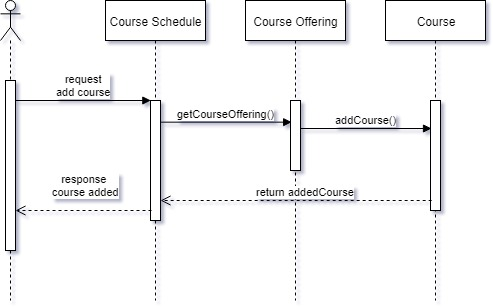 Course Schedule
Course Offering
Course
request
add course
getCourseOffering()
addCourse()
response
course added
return addedCourse